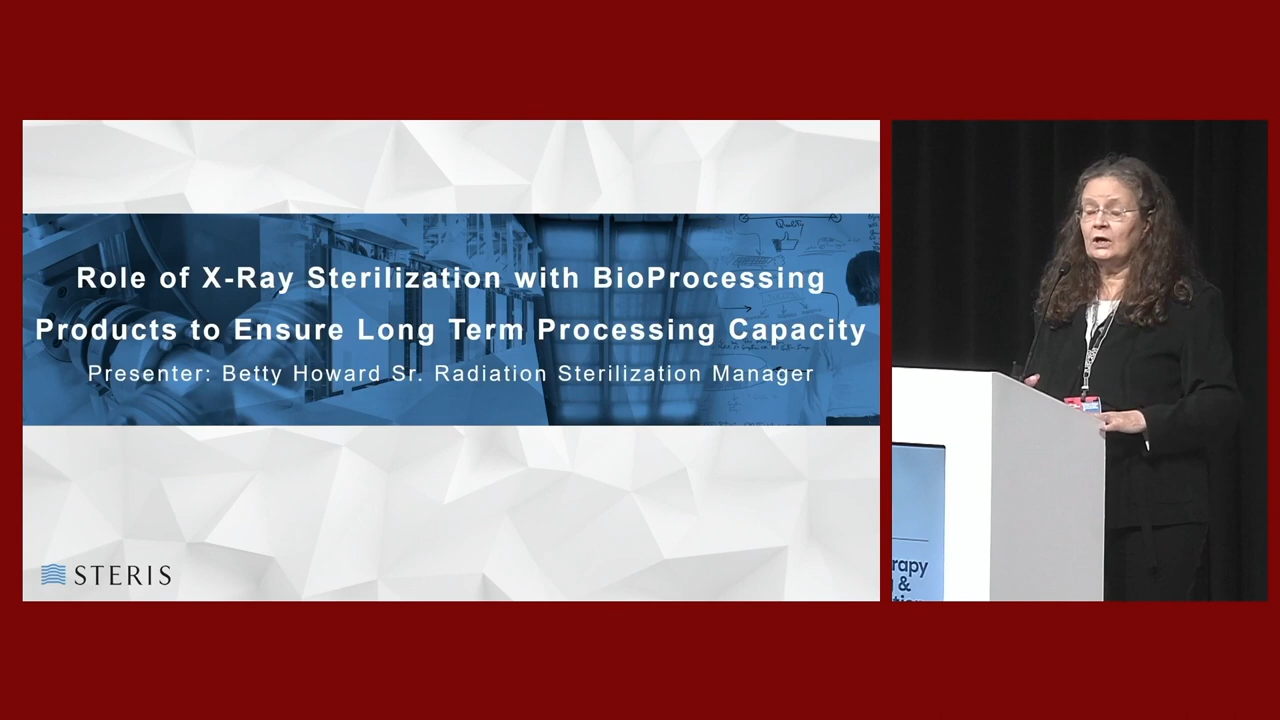 Role of X-Ray Sterilization with BioProcessing
Products to Ensure Long Term Processing Capacity
Presenter: Betty Howard Sr. Radiation Sterilization Manager
Quality
STERIS
rapy
&